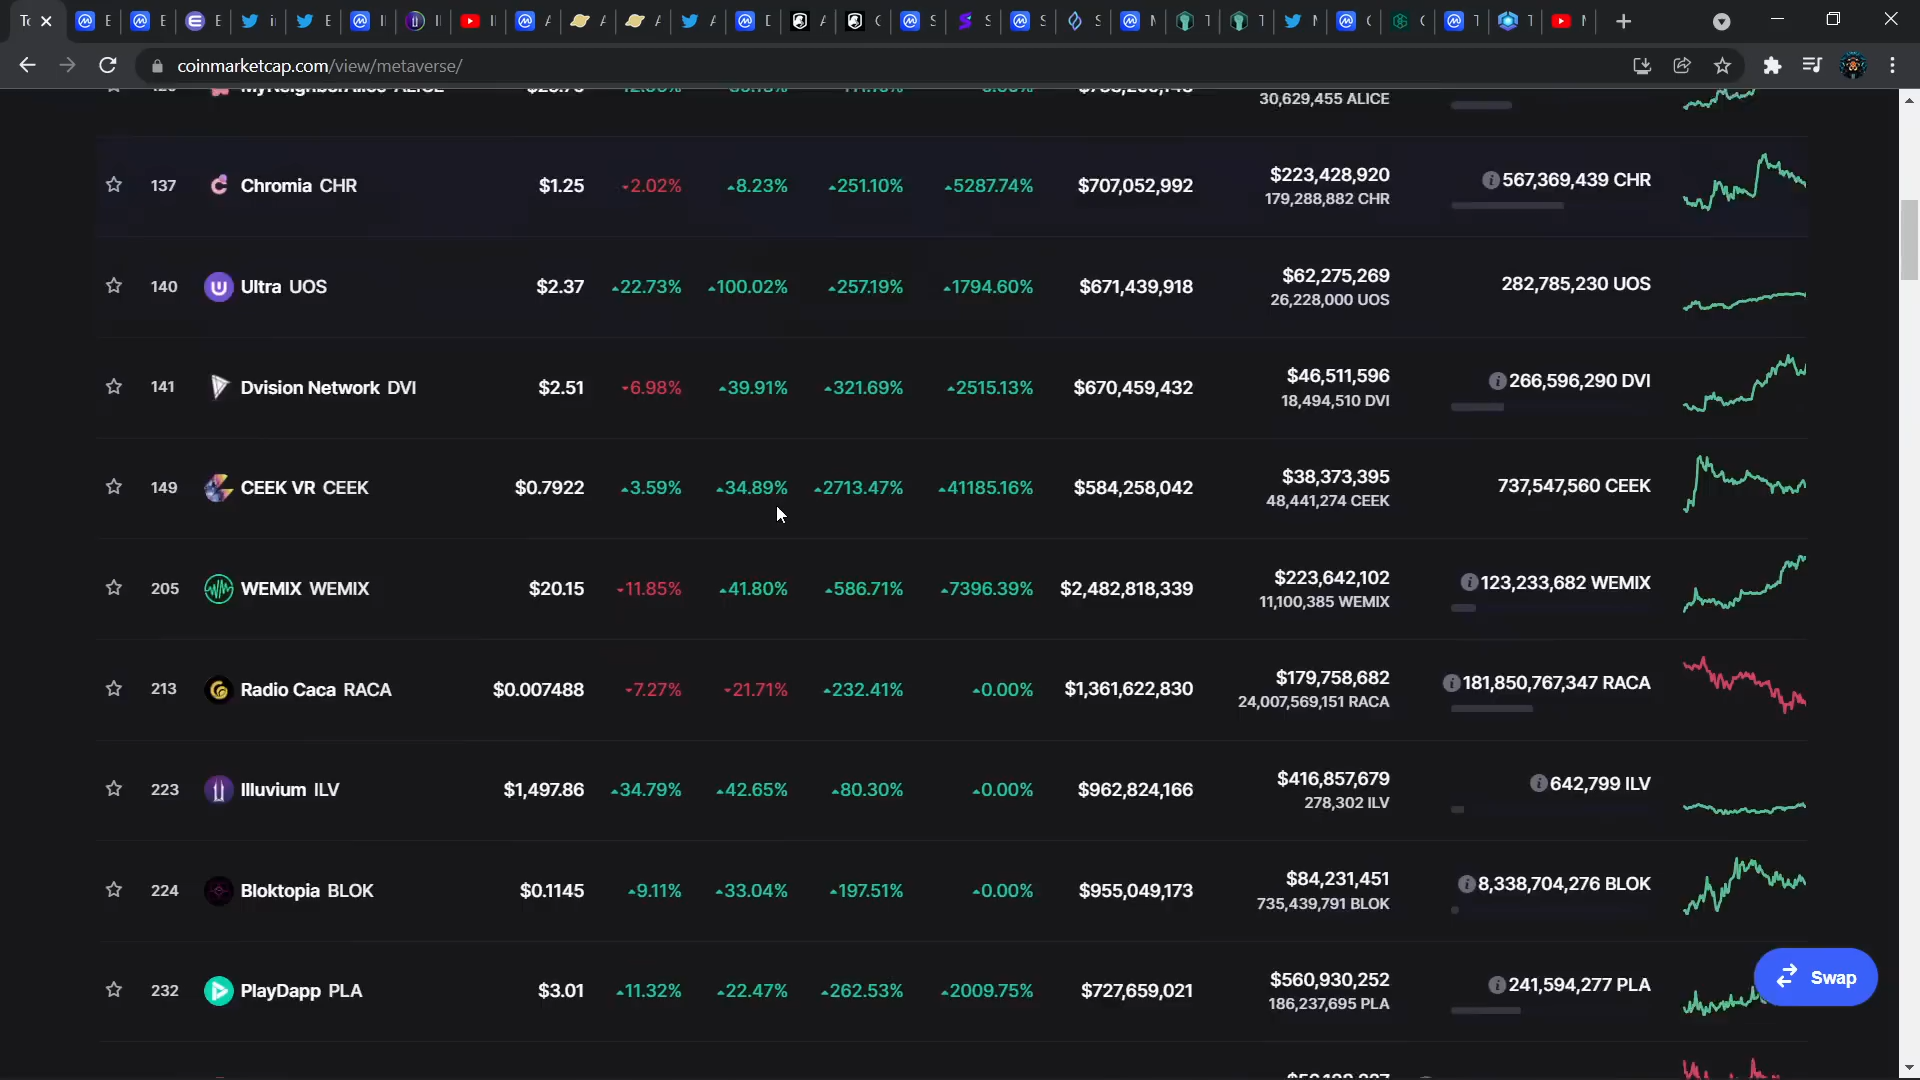 coinmarketcap.com/view/metaverse/
30,629,455 ALICE
137 Chromia CHR $1.25 2.02% 8.23% 251.10% 5287.74% $707,052,992 $223,428,920 567,369,439 CHR
179,288,882 CHR
140 Ultra UOS $2.37 22.73% 100.02% 257.19% 1794.60% $671,439,918 $62,275,269 282,785,230 UOS
26,228,000 UOS
141 Dvision Network DVI $2.51 6.98% 39.91% 321.69% 2515.13% $670,459,432 $46,511,596 266,596,290 DVI
18,494,510 DVI
149 CEEK VR CEEK $0.7922 3.59% 34.89% 2713.47% 41185.16% $584,258,042 $38,373,395 737,547,560 CEEK
48,441,274 CEEK
205 WEMIX WEMIX $20.15 11.85% 41.80% 586.71% 7396.39% $2,482,818,339 $223,642,102 123,233,682 WEMIX
11,100,385 WEMIX
213 Radio Caca RACA $0.007488 7.27% 21.71% 232.41% 0.00% $1,361,622,830 $179,758,682 181,850,767,347 RACA
24,007,569,151 RACA
223 Illuvium ILV $1,497.86 34.79% 42.65% 80.30% 0.00% $962,824,166 $416,857,679 642,799 ILV
278,302 ILV
224 Bloktopia BLOK $0.1145 9.11% 33.04% 197.51% 0.00% $955,049,173 $84,231,451 8,338,704,276 BLOK
735,439,791 BLOK
232 PlayDapp PLA $3.01 11.32% 22.47% 262.53% 2009.75% $727,659,021 $560,930,252 241,594,277 PLA
186,237,695 PLA
Swap